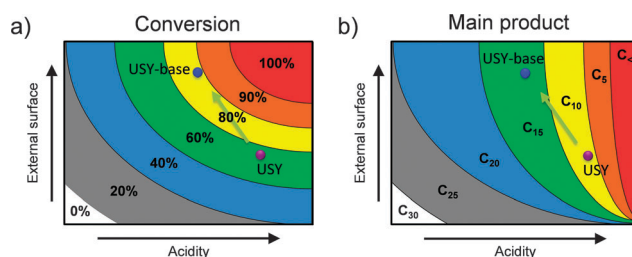 a)
Conversion
External surface
Acidity
0%
20%
40%
60%
80%
90%
100%
USY-base
USY
b)
Main product
External surface
Acidity
C30
C25
C20
C15
C10
C5
C<
USY-base
USY